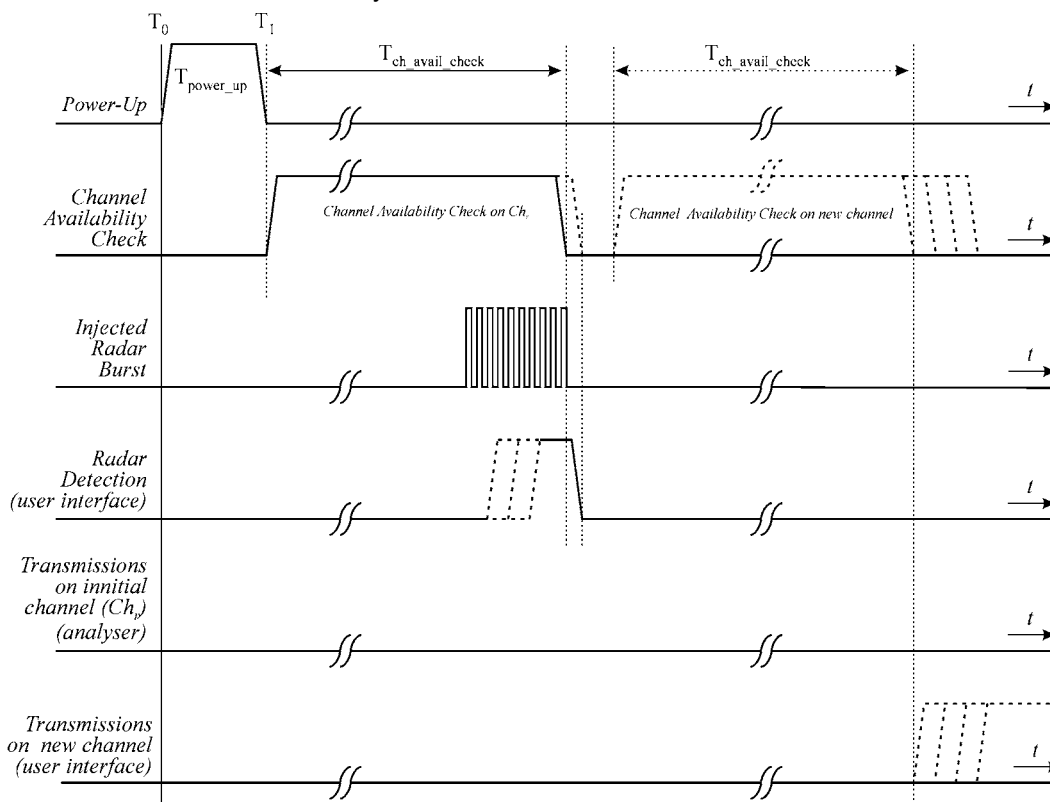 T0 T1
Tch_avail_check Tch_avail_check
Tpower_up
Power-Up t
Channel
Availability
Check
Channel Availability Check on Chr
Channel Availability Check on new channel
t
Injected
Radar
Burst
t
Radar
Detection
(user interface)
t
Transmissions
on innitial
channel (Chp)
(analyser)
t
Transmissions
on new channel
(user interface)
t